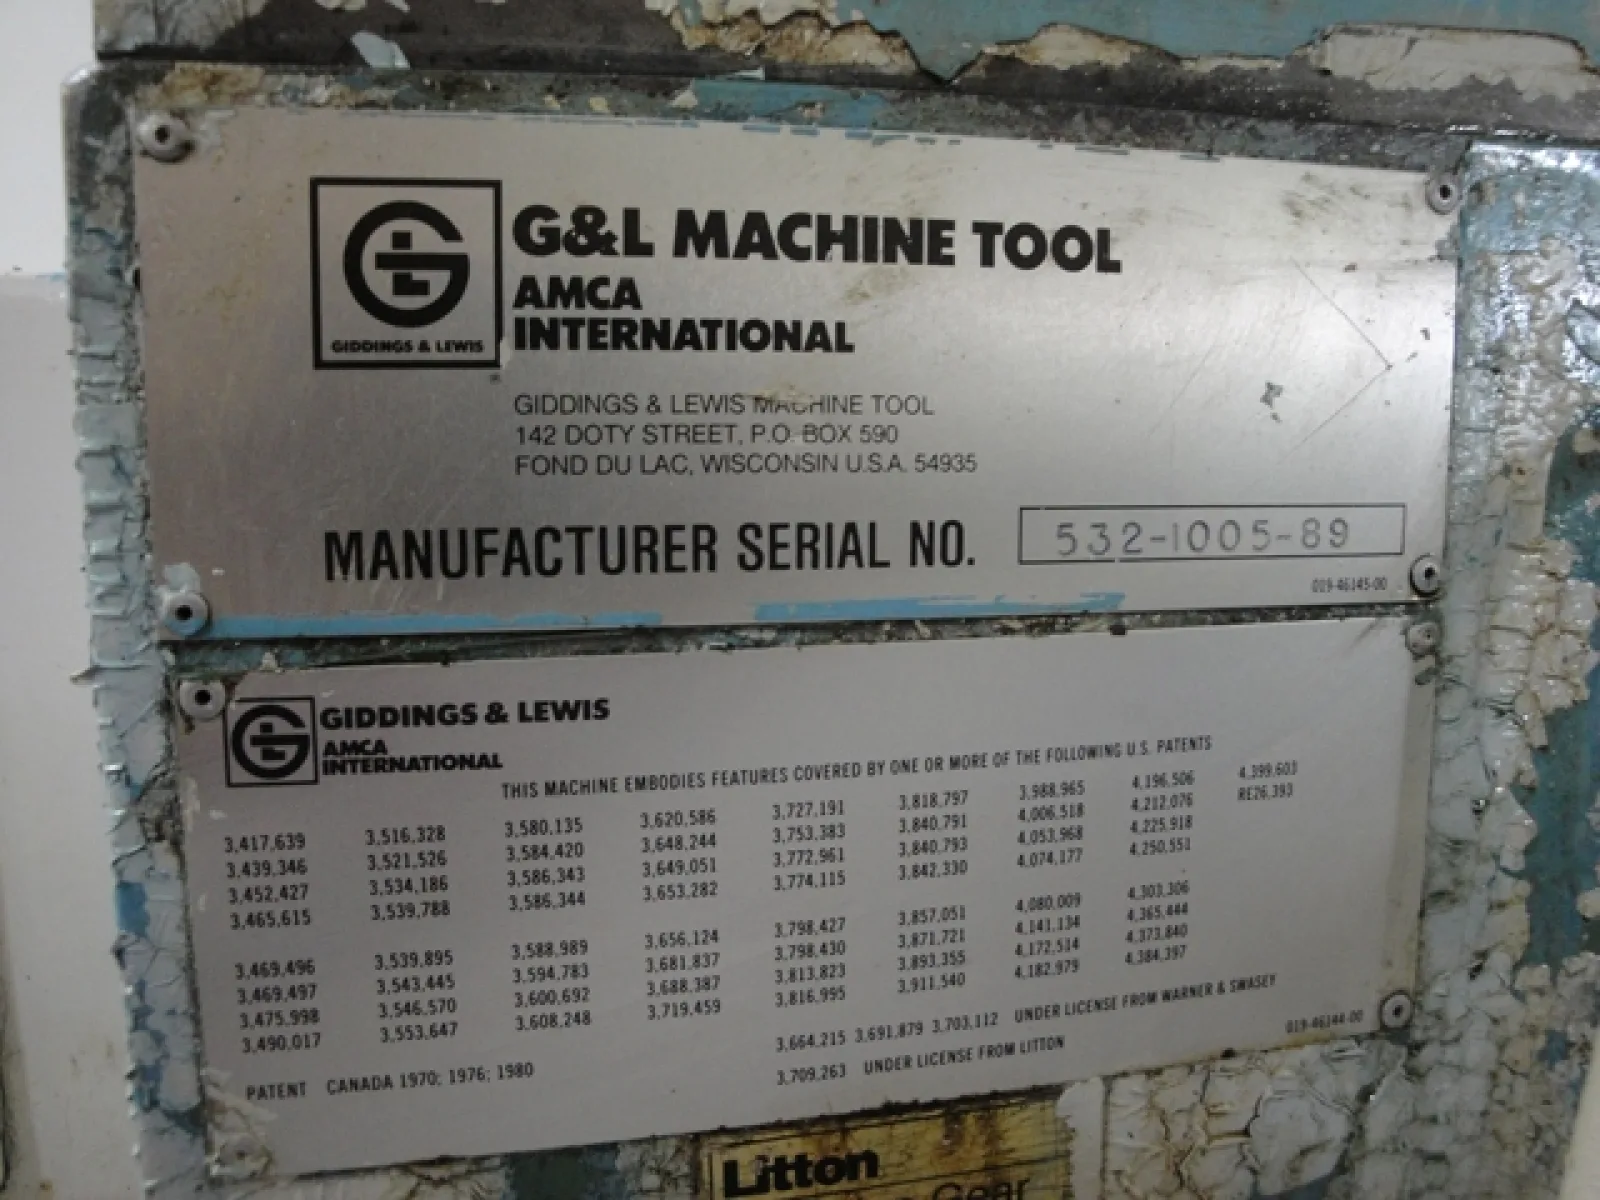 G&L MACHINE TOOL
AMCA
INTERNATIONAL
GIDDINGS & LEWIS
GIDDINGS & LEWIS MACHINE TOOL
142 DOTY STREET, P.O. BOX 590
FOND DU LAC, WISCONSIN U.S.A. 54935
MANUFACTURER SERIAL NO. 532-1005-89
019-46145-00
GIDDINGS & LEWIS
AMCA
INTERNATIONAL
THIS MACHINE EMBODIES FEATURES COVERED BY ONE OR MORE OF THE FOLLOWING U.S. PATENTS
3,417,639 3,516,328 3,580,135 3,620,586 3,727,191 3,818,797 3,988,965 4,196,506 4,399,603
3,439,346 3,521,526 3,584,420 3,648,244 3,753,383 3,840,791 4,006,518 4,212,076 RE26,393
3,452,427 3,534,186 3,586,343 3,649,051 3,772,961 3,840,793 4,053,968 4,225,918
3,465,615 3,539,788 3,586,344 3,653,282 3,774,115 3,842,330 4,074,177 4,250,551
3,469,496 3,539,895 3,588,989 3,656,124 3,798,427 3,857,051 4,080,009 4,303,306
3,469,497 3,543,445 3,594,783 3,681,837 3,798,430 3,871,721 4,141,134 4,365,444
3,475,998 3,546,570 3,600,692 3,688,387 3,813,823 3,893,355 4,172,514 4,373,840
3,490,017 3,553,647 3,608,248 3,719,459 3,816,995 3,911,540 4,182,979 4,384,397
3,664,215 3,691,879 3,703,112 UNDER LICENSE FROM WARNER & SWASEY
019-46144-00
PATENT CANADA 1970; 1976; 1980
3,709,263 UNDER LICENSE FROM LITTON
Litton
Gear